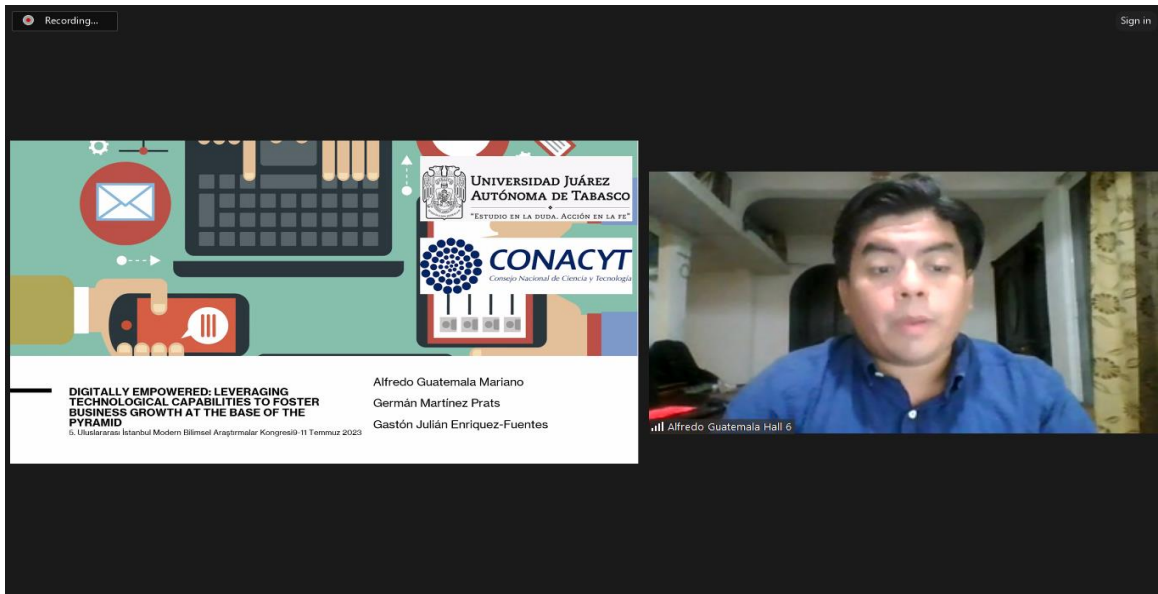 Recording...
Sign in
UNIVERSIDAD JUÁREZ
AUTÓNOMA DE TABASCO
"ESTUDIO EN LA DUDA. ACCIÓN EN LA FE"
CONACYT
Consejo Nacional de Ciencia y Tecnología
DIGITALLY EMPOWERED: LEVERAGING
TECHNOLOGICAL CAPABILITIES TO FOSTER
BUSINESS GROWTH AT THE BASE OF THE
PYRAMID
5. Uluslararası İstanbul Modern Bilimsel Araştırmalar Kongresi9-11 Temmuz 2023
Alfredo Guatemala Mariano
Germán Martínez Prats
Gastón Julián Enriquez-Fuentes
Alfredo Guatemala Hall 6